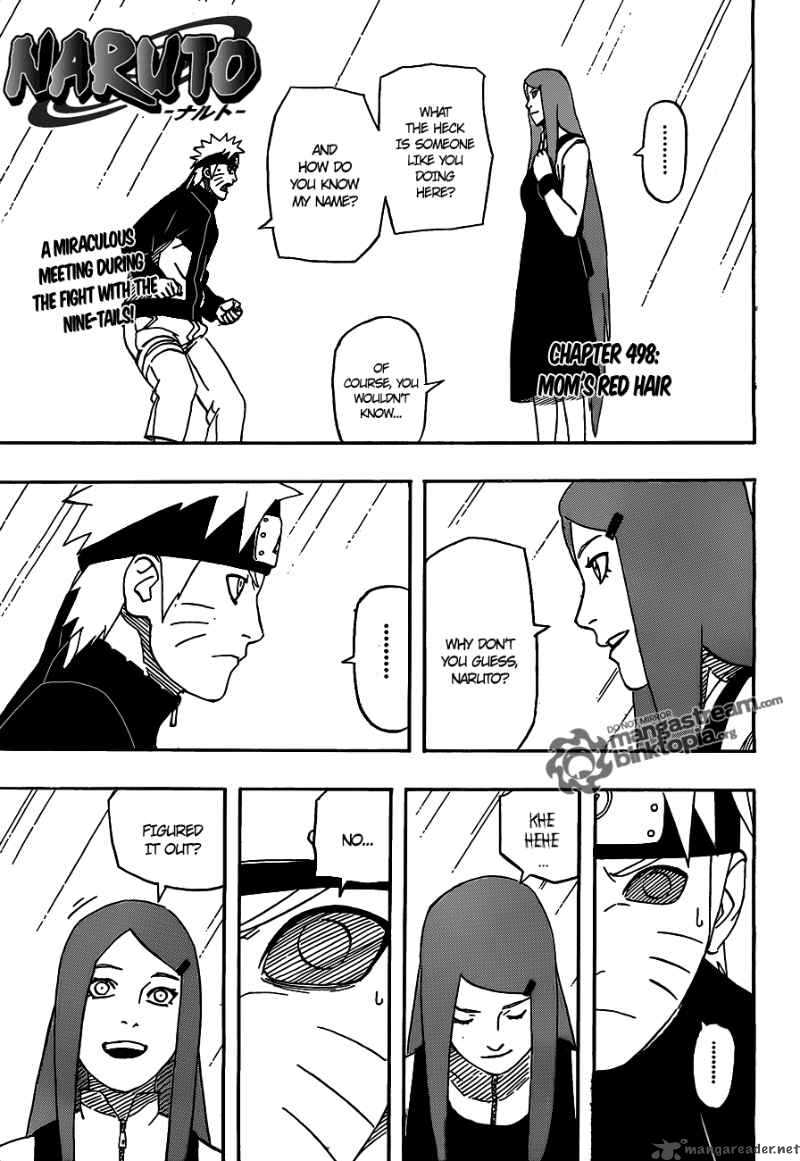 NARUTO
-ナルト-
WHAT
THE HECK
IS SOMEONE
LIKE YOU
DOING
HERE?
AND
HOW DO
YOU KNOW
MY NAME?
.........
A MIRACULOUS
MEETING DURING
THE FIGHT WITH THE
NINE-TAILS!
OF
COURSE, YOU
WOULDN'T
KNOW...
CHAPTER 498:
MOM'S RED HAIR
WHY DON'T
YOU GUESS,
NARUTO?
.........
DO NOT MIRROR
mangastream.com
binktopia.org
KHE
HEHE
...
.........
FIGURED
IT OUT?
NO...
mangareader.net